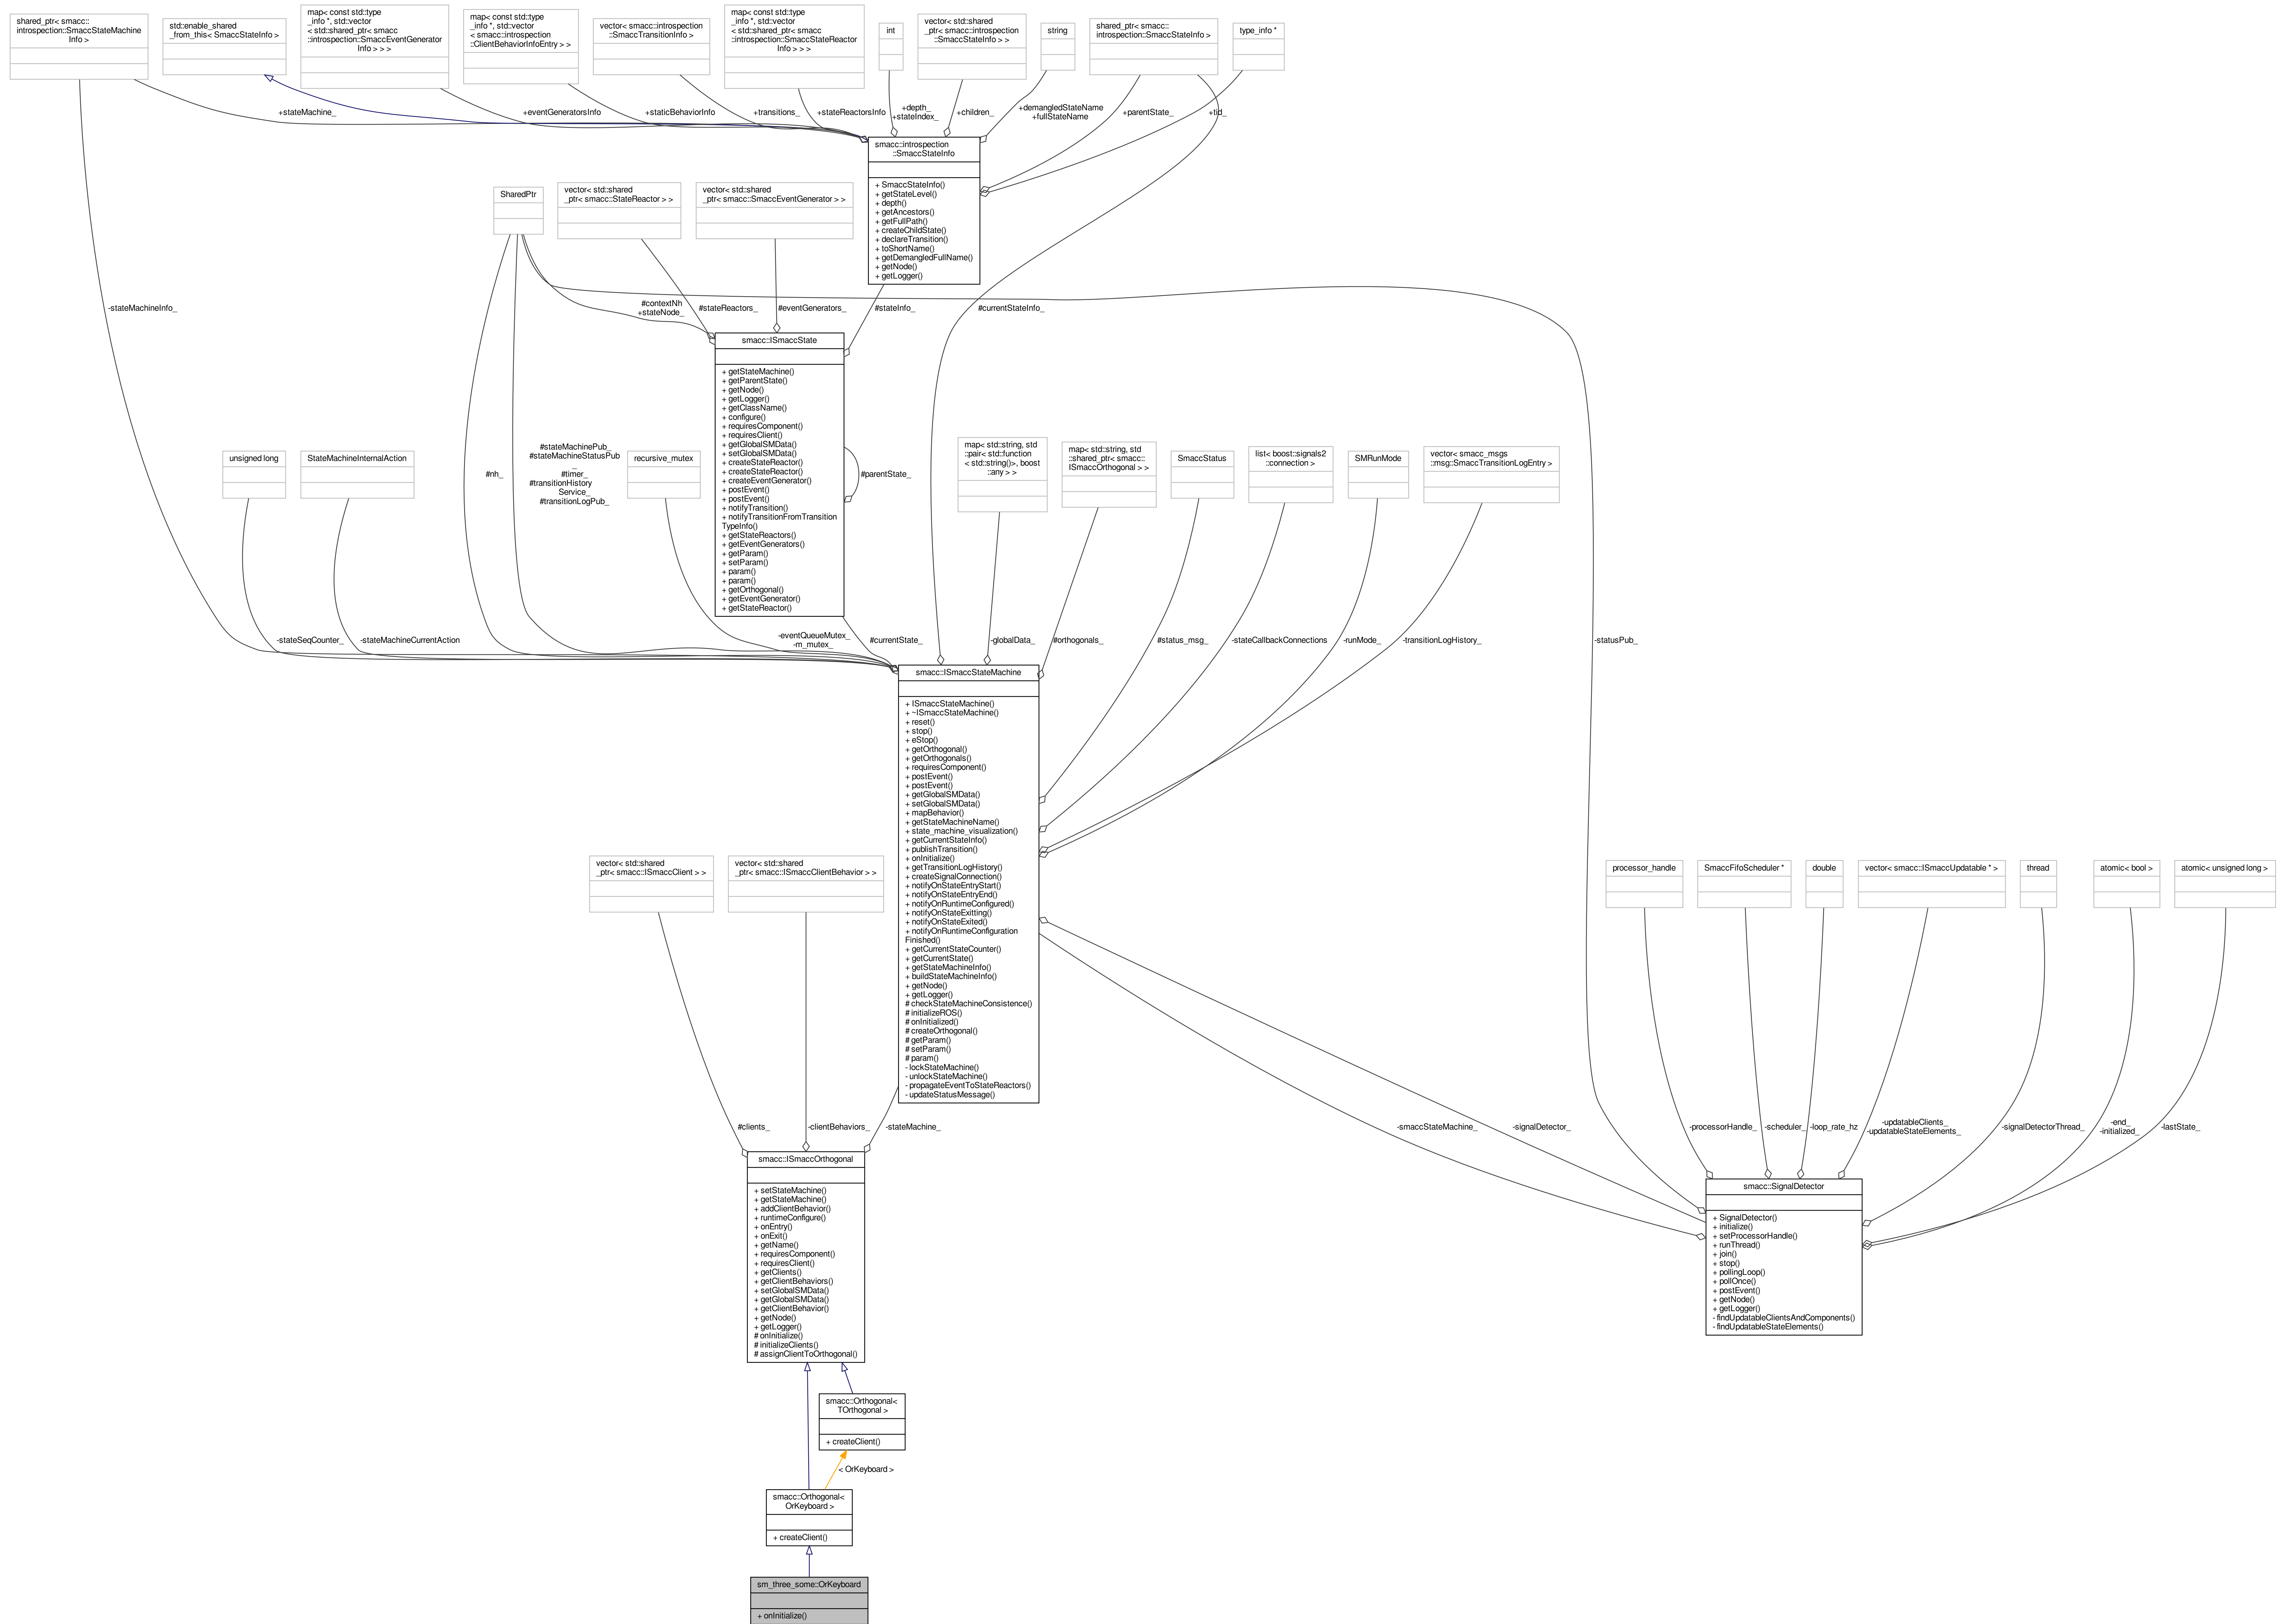 shared_ptr< smacc::
introspection::SmaccStateMachine
Info >
std::enable_shared
_from_this< SmaccStateInfo >
map< const std::type
_info *, std::vector
< std::shared_ptr< smacc
::introspection::SmaccEventGenerator
Info > > >
map< const std::type
_info *, std::vector
< smacc::introspection
::ClientBehaviorInfoEntry > >
vector< smacc::introspection
::SmaccTransitionInfo >
map< const std::type
_info *, std::vector
< std::shared_ptr< smacc
::introspection::SmaccStateReactor
Info > > >
int
vector< std::shared
_ptr< smacc::introspection
::SmaccStateInfo > >
string
shared_ptr< smacc::
introspection::SmaccStateInfo >
type_info *
+stateMachine_
+eventGeneratorsInfo
+staticBehaviorInfo
+transitions_
+stateReactorsInfo
+depth_
+stateIndex_
+children_
+demangledStateName
+fullStateName
+parentState_
+tid_
smacc::introspection
::SmaccStateInfo
+ SmaccStateInfo()
+ getStateLevel()
+ depth()
+ getAncestors()
+ getFullPath()
+ createChildState()
+ declareTransition()
+ toShortName()
+ getDemangledFullName()
+ getNode()
+ getLogger()
SharedPtr
vector< std::shared
_ptr< smacc::StateReactor > >
vector< std::shared
_ptr< smacc::SmaccEventGenerator > >
-stateMachineInfo_
#contextNh
+stateNode_
#stateReactors_
#eventGenerators_
#stateInfo_
#currentStateInfo_
smacc::ISmaccState
+ getStateMachine()
+ getParentState()
+ getNode()
+ getLogger()
+ getClassName()
+ configure()
+ requiresComponent()
+ requiresClient()
+ getGlobalSMData()
+ setGlobalSMData()
+ createStateReactor()
+ createStateReactor()
+ createEventGenerator()
+ postEvent()
+ postEvent()
+ notifyTransition()
+ notifyTransitionFromTransition
TypeInfo()
+ getStateReactors()
+ getEventGenerators()
+ getParam()
+ setParam()
+ param()
+ param()
+ getOrthogonal()
+ getEventGenerator()
+ getStateReactor()
#parentState_
unsigned long
StateMachineInternalAction
#nh_
#stateMachinePub_
#stateMachineStatusPub
_
#timer_
#transitionHistory
Service_
#transitionLogPub_
recursive_mutex
map< std::string, std
::pair< std::function
< std::string()>, boost
::any > >
map< std::string, std
::shared_ptr< smacc::
ISmaccOrthogonal > >
SmaccStatus
list< boost::signals2
::connection >
SMRunMode
vector< smacc_msgs
::msg::SmaccTransitionLogEntry >
-stateSeqCounter_
-stateMachineCurrentAction
-eventQueueMutex_
-m_mutex_
#currentState_
-globalData_
#orthogonals_
#status_msg_
-stateCallbackConnections
-runMode_
-transitionLogHistory_
-statusPub_
smacc::ISmaccStateMachine
+ ISmaccStateMachine()
+ ~ISmaccStateMachine()
+ reset()
+ stop()
+ eStop()
+ getOrthogonal()
+ getOrthogonals()
+ requiresComponent()
+ postEvent()
+ postEvent()
+ getGlobalSMData()
+ setGlobalSMData()
+ mapBehavior()
+ getStateMachineName()
+ state_machine_visualization()
+ getCurrentStateInfo()
+ publishTransition()
+ onInitialize()
+ getTransitionLogHistory()
+ createSignalConnection()
+ notifyOnStateEntryStart()
+ notifyOnStateEntryEnd()
+ notifyOnRuntimeConfigured()
+ notifyOnStateExitting()
+ notifyOnStateExited()
+ notifyOnRuntimeConfiguration
Finished()
+ getCurrentStateCounter()
+ getCurrentState()
+ getStateMachineInfo()
+ buildStateMachineInfo()
+ getNode()
+ getLogger()
# checkStateMachineConsistence()
# initializeROS()
# onInitialized()
# createOrthogonal()
# getParam()
# setParam()
# param()
- lockStateMachine()
- unlockStateMachine()
- propagateEventToStateReactors()
- updateStatusMessage()
vector< std::shared
_ptr< smacc::ISmaccClient > >
vector< std::shared
_ptr< smacc::ISmaccClientBehavior > >
processor_handle
SmaccFifoScheduler *
double
vector< smacc::ISmaccUpdatable * >
thread
atomic< bool >
atomic< unsigned long >
#clients_
-clientBehaviors_
-stateMachine_
-smaccStateMachine_
-signalDetector_
-processorHandle_
-scheduler_
-loop_rate_hz
-updatableClients_
-updatableStateElements_
-signalDetectorThread_
-end_
-initialized_
-lastState_
smacc::ISmaccOrthogonal
+ setStateMachine()
+ getStateMachine()
+ addClientBehavior()
+ runtimeConfigure()
+ onEntry()
+ onExit()
+ getName()
+ requiresComponent()
+ requiresClient()
+ getClients()
+ getClientBehaviors()
+ setGlobalSMData()
+ getGlobalSMData()
+ getClientBehavior()
+ getNode()
+ getLogger()
# onInitialize()
# initializeClients()
# assignClientToOrthogonal()
smacc::SignalDetector
+ SignalDetector()
+ initialize()
+ setProcessorHandle()
+ runThread()
+ join()
+ stop()
+ pollingLoop()
+ pollOnce()
+ postEvent()
+ getNode()
+ getLogger()
- findUpdatableClientsAndComponents()
- findUpdatableStateElements()
smacc::Orthogonal<
TOrthogonal >
+ createClient()
< OrKeyboard >
smacc::Orthogonal<
OrKeyboard >
+ createClient()
sm_three_some::OrKeyboard
+ onInitialize()